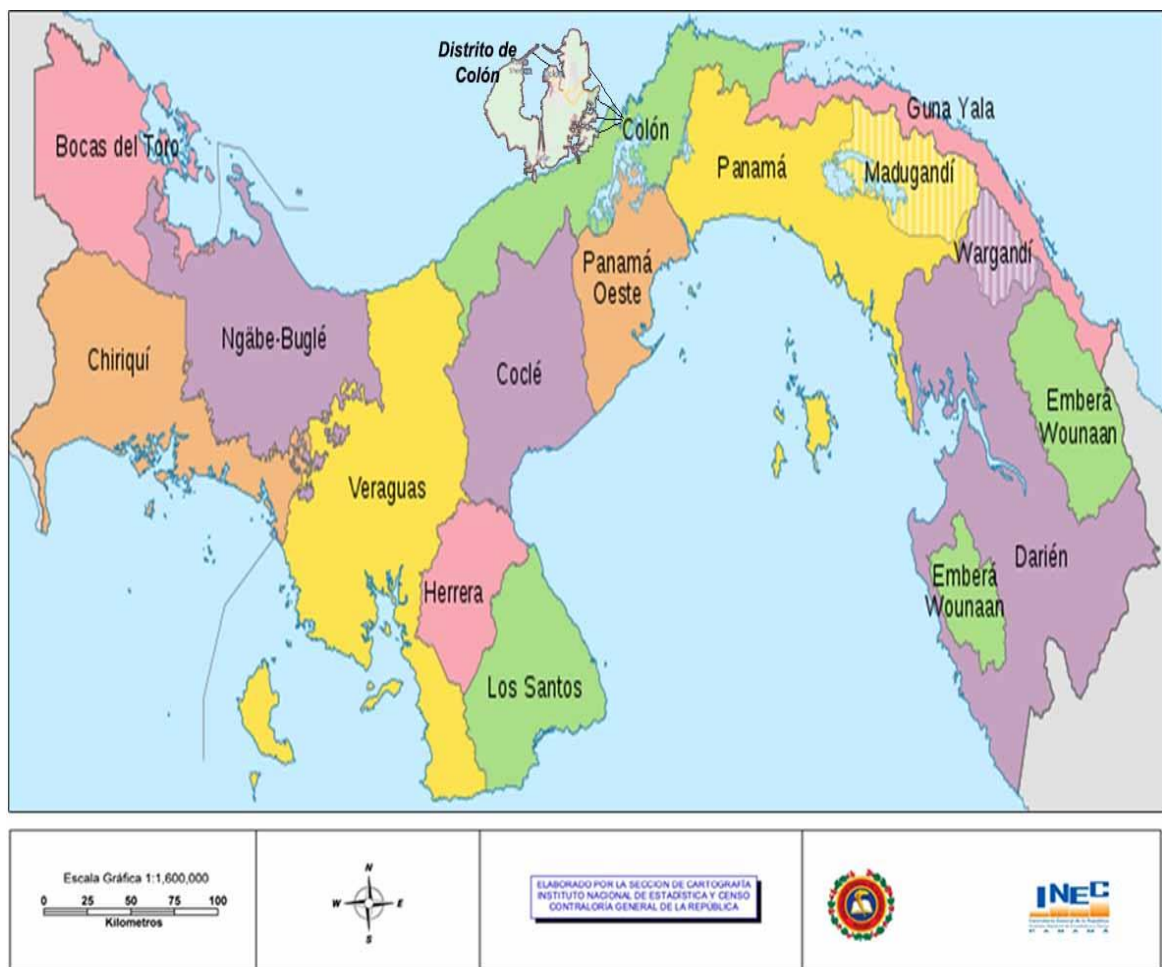 Distrito de
Colón
Bocas del Toro
Guna Yala
Colón
Panamá
Madugandí
Wargandí
Panamá
Oeste
Ngäbe-Buglé
Chiriquí
Coclé
Emberá
Wounaan
Veraguas
Darién
Herrera
Emberá
Wounaan
Los Santos
Escala Gráfica 1:1,600,000
0 25 50 75 100
Kilometros
N
W E
S
ELABORADO POR LA SECCION DE CARTOGRAFÍA
INSTITUTO NACIONAL DE ESTADÍSTICA Y CENSO
CONTRALORÍA GENERAL DE LA REPÚBLICA
INEC
PANAMÁ